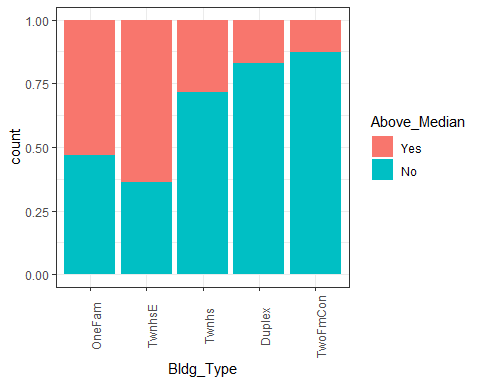 1.00
0.75
0.50
0.25
0.00
count
OneFam
TwnhsE
Twnhs
Duplex
TwoFmCon
Bldg_Type
Above_Median
Yes
No